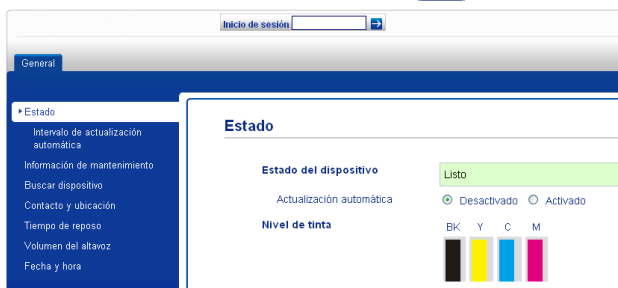 Inicio de sesión
General
Estado
Intervalo de actualización
automática
Información de mantenimiento
Buscar dispositivo
Contacto y ubicación
Tiempo de reposo
Volumen del altavoz
Fecha y hora
Estado
Estado del dispositivo Listo
Actualización automática Desactivado Activado
Nivel de tinta BK Y C M